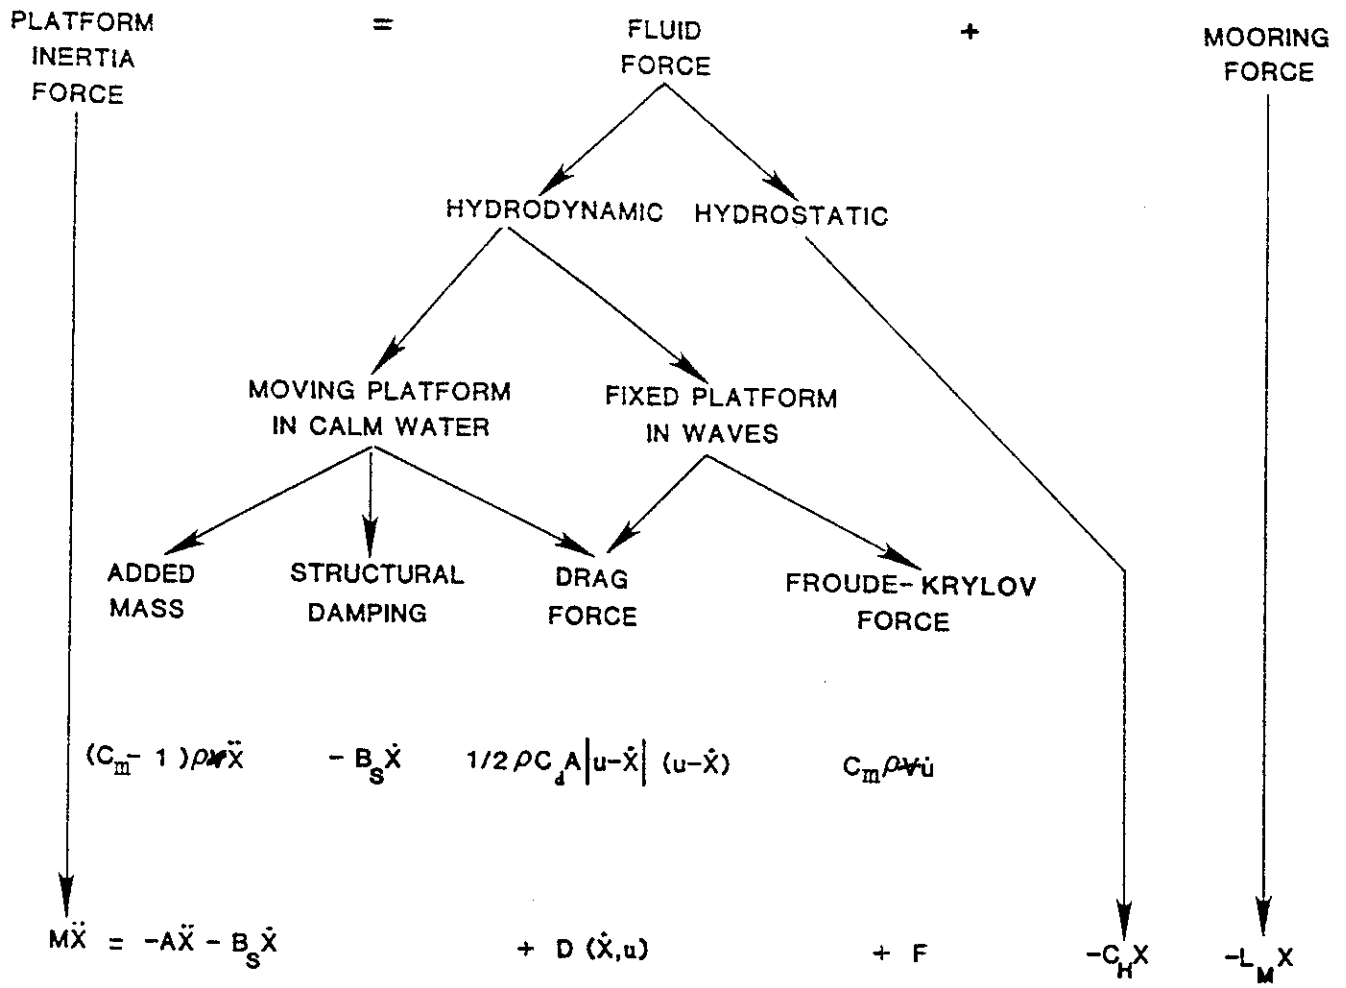 PLATFORM INERTIA FORCE
=
FLUID FORCE
+
MOORING FORCE
HYDRODYNAMIC
HYDROSTATIC
MOVING PLATFORM
IN CALM WATER
FIXED PLATFORM
IN WAVES
ADDED MASS
STRUCTURAL DAMPING
DRAG FORCE
FROUDE-KRYLOV FORCE
(Cm- 1)ρ∀Ẍ
- BSẊ
1/2 ρCdA|u-Ẋ| (u-Ẋ)
Cmρ∀u̇
MẌ = -AẌ - BSẊ + D (Ẋ,u) + F -CHX -LMX